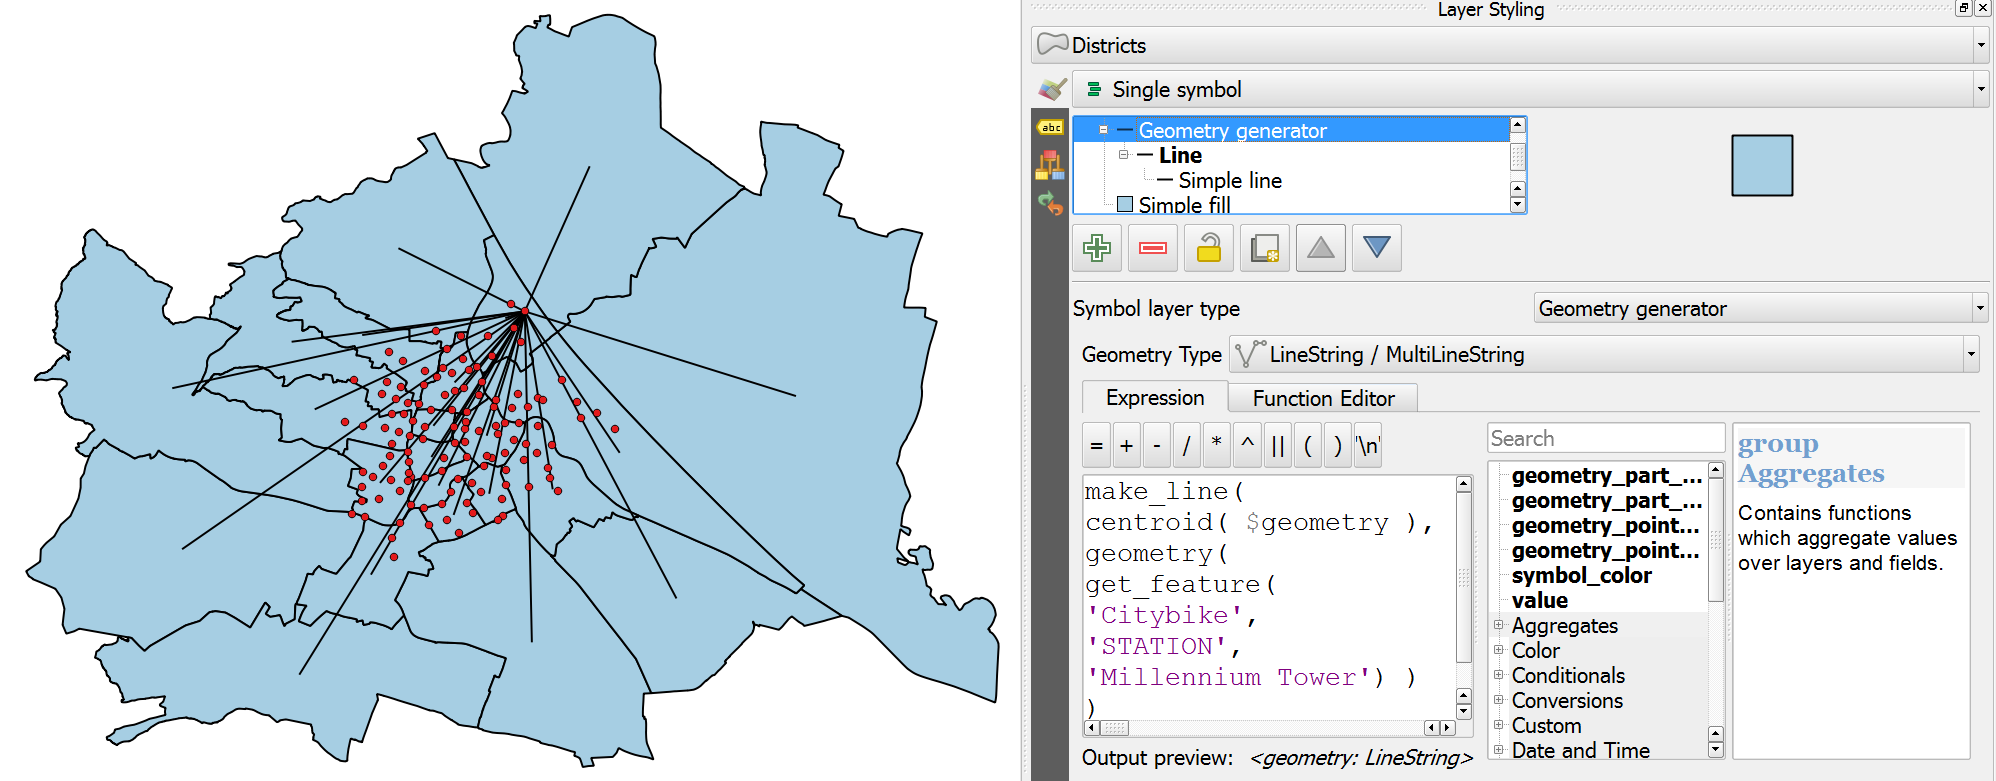 Layer Styling
Districts
Single symbol
abc
Geometry generator
Line
Simple line
Simple fill
Symbol layer type
Geometry generator
Geometry Type
LineString / MultiLineString
Expression
Function Editor
= + - / * ^ || ( ) '\n'
make_line(
centroid( $geometry ),
geometry(
get_feature(
'Citybike',
'STATION',
'Millennium Tower') )
)
Output preview: <geometry: LineString>
Search
geometry_part_...
geometry_part_...
geometry_point...
geometry_point...
symbol_color
value
Aggregates
Color
Conditionals
Conversions
Custom
Date and Time
group
Aggregates
Contains functions
which aggregate values
over layers and fields.